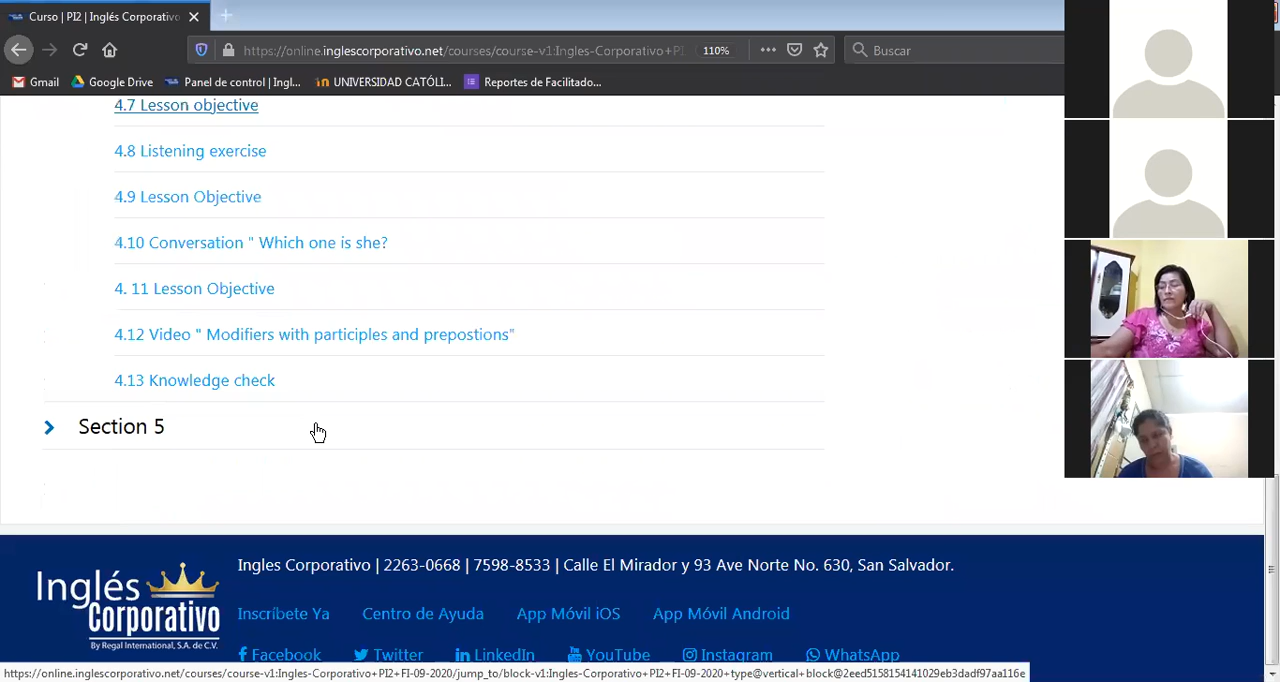 Curso | PI2 | Inglés Corporativo
https://online.inglescorporativo.net/courses/course-v1:Ingles-Corporativo+PI
110%
Buscar
Gmail
Google Drive
Panel de control | Ingl...
UNIVERSIDAD CATÓLI...
Reportes de Facilitado...
4.7 Lesson objective
4.8 Listening exercise
4.9 Lesson Objective
4.10 Conversation " Which one is she?
4. 11 Lesson Objective
4.12 Video " Modifiers with participles and prepostions"
4.13 Knowledge check
Section 5
Inglés
Corporativo
By Regal International, S.A. de C.V.
Ingles Corporativo | 2263-0668 | 7598-8533 | Calle El Mirador y 93 Ave Norte No. 630, San Salvador.
Inscríbete Ya
Centro de Ayuda
App Móvil iOS
App Móvil Android
Facebook
Twitter
LinkedIn
YouTube
Instagram
WhatsApp
https://online.inglescorporativo.net/courses/course-v1:Ingles-Corporativo+PI2+FI-09-2020/jump_to/block-v1:Ingles-Corporativo+PI2+FI-09-2020+type@vertical+block@2eed5158154141029eb3dadf97aa116e